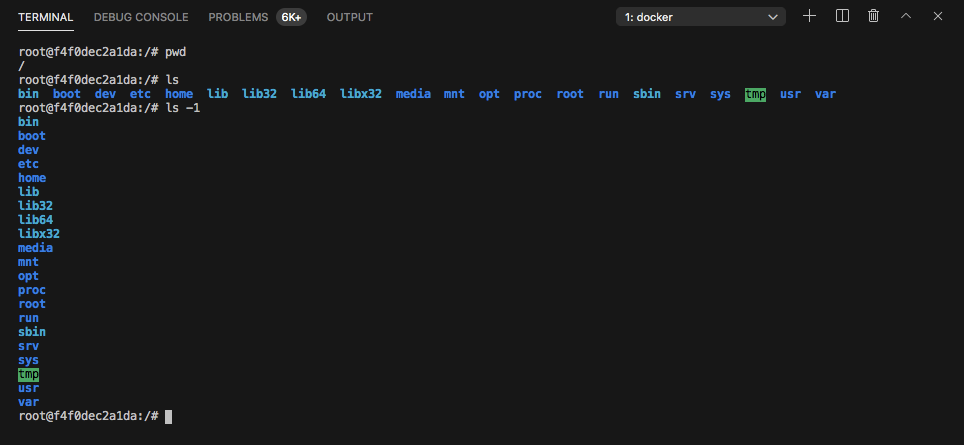 TERMINAL DEBUG CONSOLE PROBLEMS 6K+ OUTPUT 1: docker
root@f4f0dec2a1da:/# pwd
/
root@f4f0dec2a1da:/# ls
bin boot dev etc home lib lib32 lib64 libx32 media mnt opt proc root run sbin srv sys tmp usr var
root@f4f0dec2a1da:/# ls -1
bin
boot
dev
etc
home
lib
lib32
lib64
libx32
media
mnt
opt
proc
root
run
sbin
srv
sys
tmp
usr
var
root@f4f0dec2a1da:/#